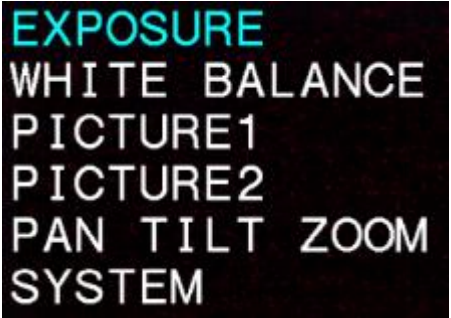 EXPOSURE
WHITE BALANCE
PICTURE1
PICTURE2
PAN TILT ZOOM
SYSTEM